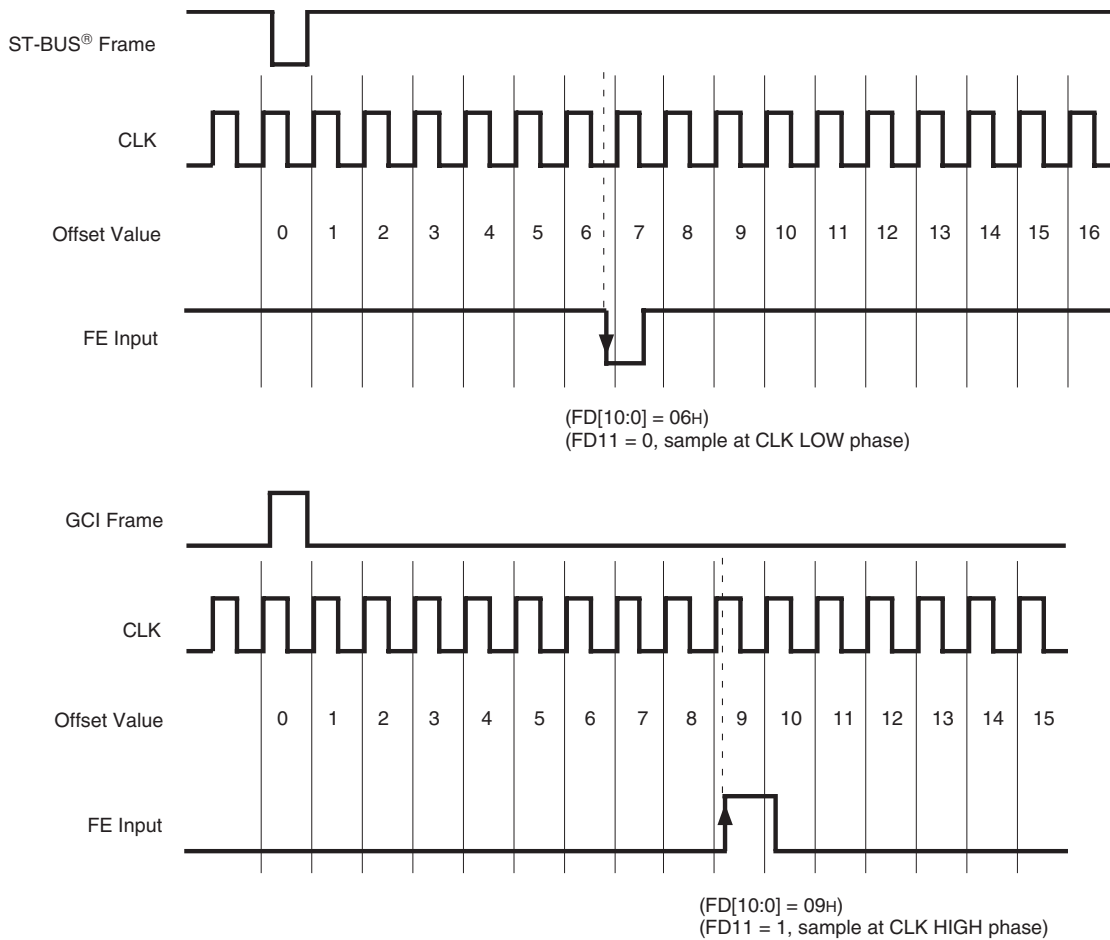 ST-BUS® Frame
CLK
Offset Value 0 1 2 3 4 5 6 7 8 9 10 11 12 13 14 15 16
FE Input
(FD[10:0] = 06H)
(FD11 = 0, sample at CLK LOW phase)
GCI Frame
CLK
Offset Value 0 1 2 3 4 5 6 7 8 9 10 11 12 13 14 15
FE Input
(FD[10:0] = 09H)
(FD11 = 1, sample at CLK HIGH phase)